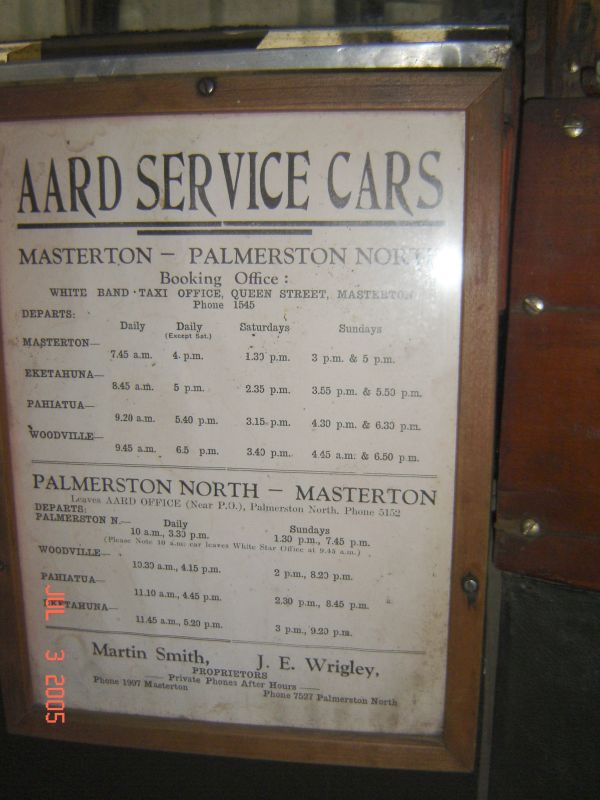 AARD SERVICE CARS
MASTERTON — PALMERSTON NORTH
Booking Office:
WHITE BAND TAXI OFFICE, QUEEN STREET, MASTERTON
Phone 1545
DEPARTS:
Daily Daily Saturdays Sundays
(Except Sat.)
MASTERTON—
7.45 a.m. 4. p.m. 1.30 p.m. 3 p.m. & 5 p.m.
EKETAHUNA—
8.45 a.m. 5 p.m. 2.35 p.m. 3.55 p.m. & 5.50 p.m.
PAHIATUA—
9.20 a.m. 5.40 p.m. 3.15 p.m. 4.30 p.m. & 6.30 p.m.
WOODVILLE—
9.45 a.m. 6.5 p.m. 3.40 p.m. 4.45 a.m. & 6.50 p.m.
PALMERSTON NORTH — MASTERTON
Leaves AARD OFFICE (Near P.O.), Palmerston North. Phone 5152
DEPARTS:
PALMERSTON N.— Daily Sundays
10 a.m., 3.30 p.m. 1.30 p.m., 7.45 p.m.
(Please Note 10 a.m. car leaves White Star Office at 9.45 a.m.)
WOODVILLE—
10.30 a.m., 4.15 p.m. 2 p.m., 8.20 p.m.
PAHIATUA—
11.10 a.m., 4.45 p.m. 2.30 p.m., 8.45 p.m.
EKETAHUNA—
11.45 a.m., 5.20 p.m. 3 p.m., 9.20 p.m.
Martin Smith, J. E. Wrigley,
PROPRIETORS
— Private Phones After Hours —
Phone 1997 Masterton Phone 7527 Palmerston North
JUL 3 2005